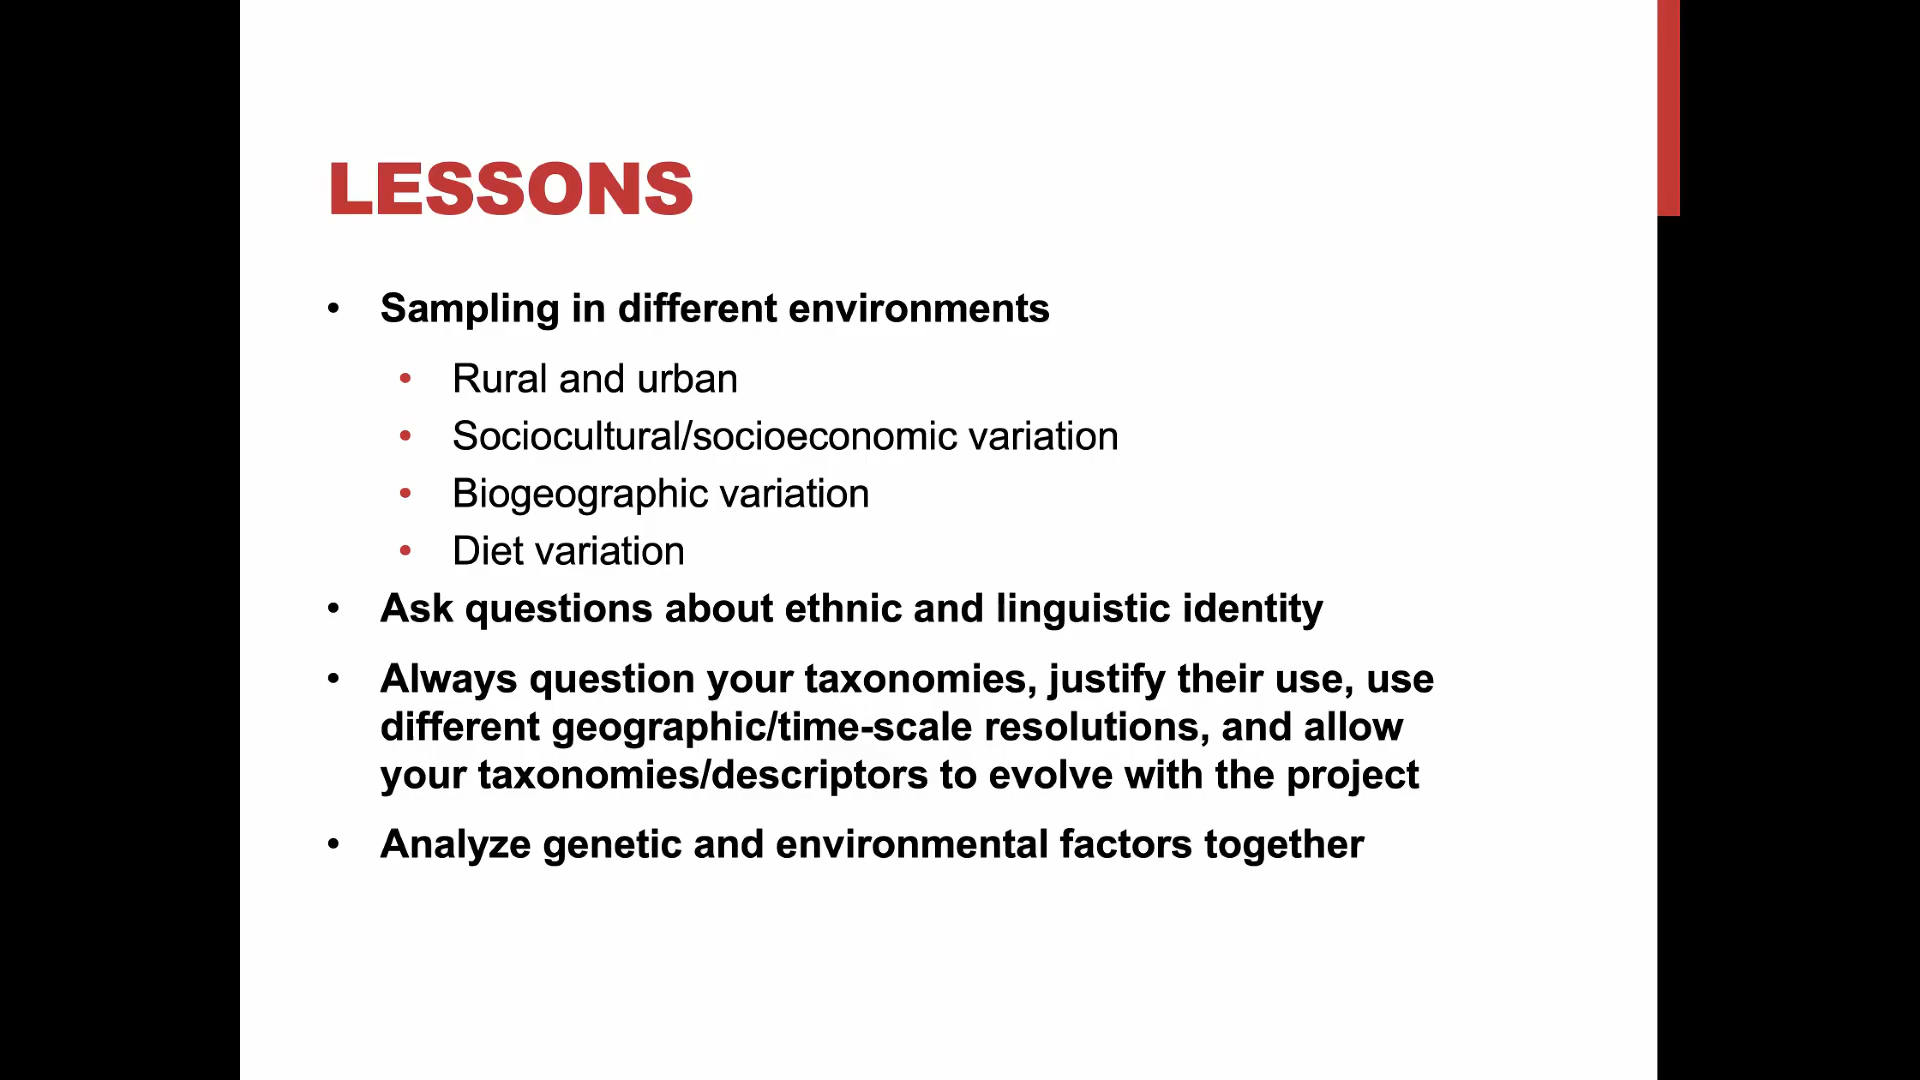 LESSONS
• Sampling in different environments
• Rural and urban
• Sociocultural/socioeconomic variation
• Biogeographic variation
• Diet variation
• Ask questions about ethnic and linguistic identity
• Always question your taxonomies, justify their use, use
different geographic/time-scale resolutions, and allow
your taxonomies/descriptors to evolve with the project
• Analyze genetic and environmental factors together